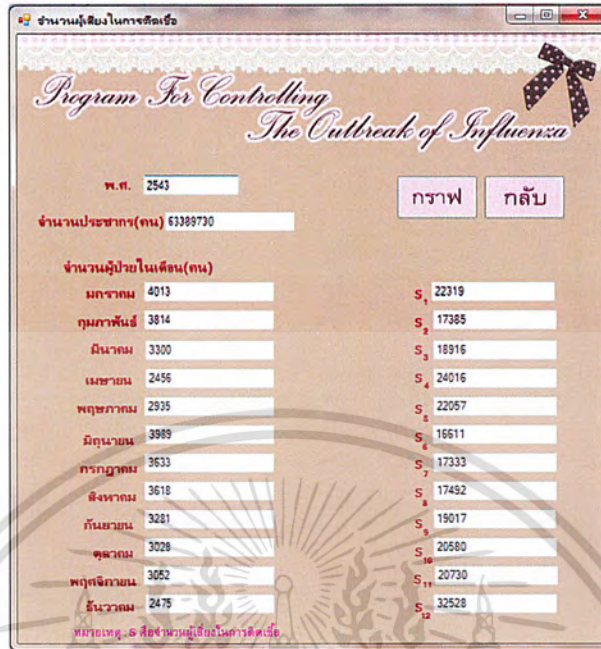 จำนวนผู้เสี่ยงในการติดเชื้อ
Program For Controlling
The Outbreak of Influenza
พ.ศ. 2543
กราฟ กลับ
จำนวนประชากร(คน) 63389730
จำนวนผู้ป่วยในเดือน(คน)
มกราคม 4013 S1 22319
กุมภาพันธ์ 3814 S2 17385
มีนาคม 3300 S3 18916
เมษายน 2456 S4 24016
พฤษภาคม 2935 S5 22057
มิถุนายน 3989 S6 16611
กรกฎาคม 3633 S7 17333
สิงหาคม 3618 S8 17492
กันยายน 3281 S9 19017
ตุลาคม 3028 S10 20580
พฤศจิกายน 3052 S11 20730
ธันวาคม 2475 S12 32528
หมายเหตุ : S คือจำนวนผู้เสี่ยงในการติดเชื้อ